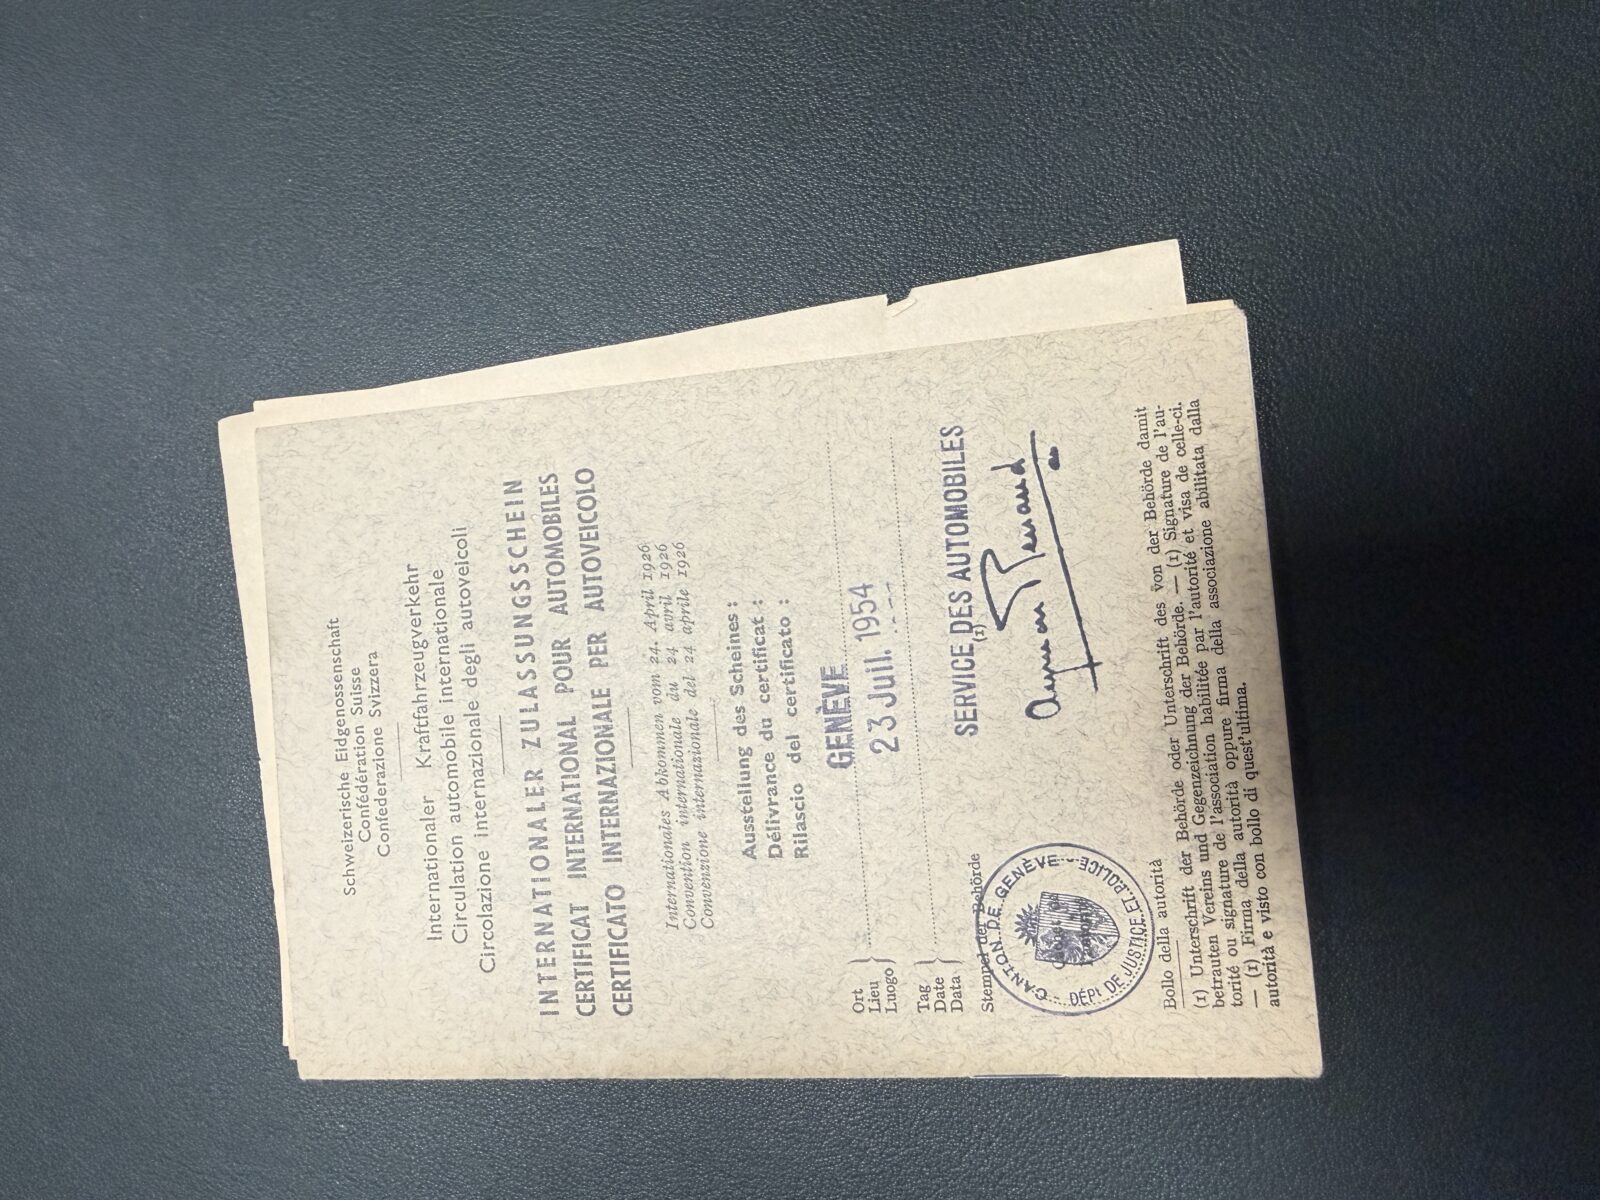 Schweizerische Eidgenossenschaft
Confédération Suisse
Confederazione Svizzera
Internationaler Kraftfahrzeugverkehr
Circulation automobile internationale
Circolazione internazionale degli autoveicoli
INTERNATIONALER ZULASSUNGSSCHEIN
CERTIFICAT INTERNATIONAL POUR AUTOMOBILES
CERTIFICATO INTERNAZIONALE PER AUTOVEICOLO
Internationales Abkommen vom 24. April 1926
Convention internationale du 24 avril 1926
Convenzione internazionale del 24 aprile 1926
Ausstellung des Scheines :
Délivrance du certificat :
Rilascio del certificato :
Ort
Lieu
Luogo
GENÈVE
Tag
Date
Data
23 Juil. 1954
Stempel der Behörde
SERVICE DES AUTOMOBILES
(1)
CANTON DE GENÈVE
DÉPt DE JUSTICE ET POLICE
Bollo della autorità
(1) Unterschrift der Behörde oder Unterschrift des von der Behörde damit
betrauten Vereins und Gegenzeichnung der Behörde. — (1) Signature de l'au-
torité ou signature de l'association habilitée par l'autorité et visa de celle-ci.
— (1) Firma della autorità oppure firma della associazione abilitata dalla
autorità e visto con bollo di quest'ultima.